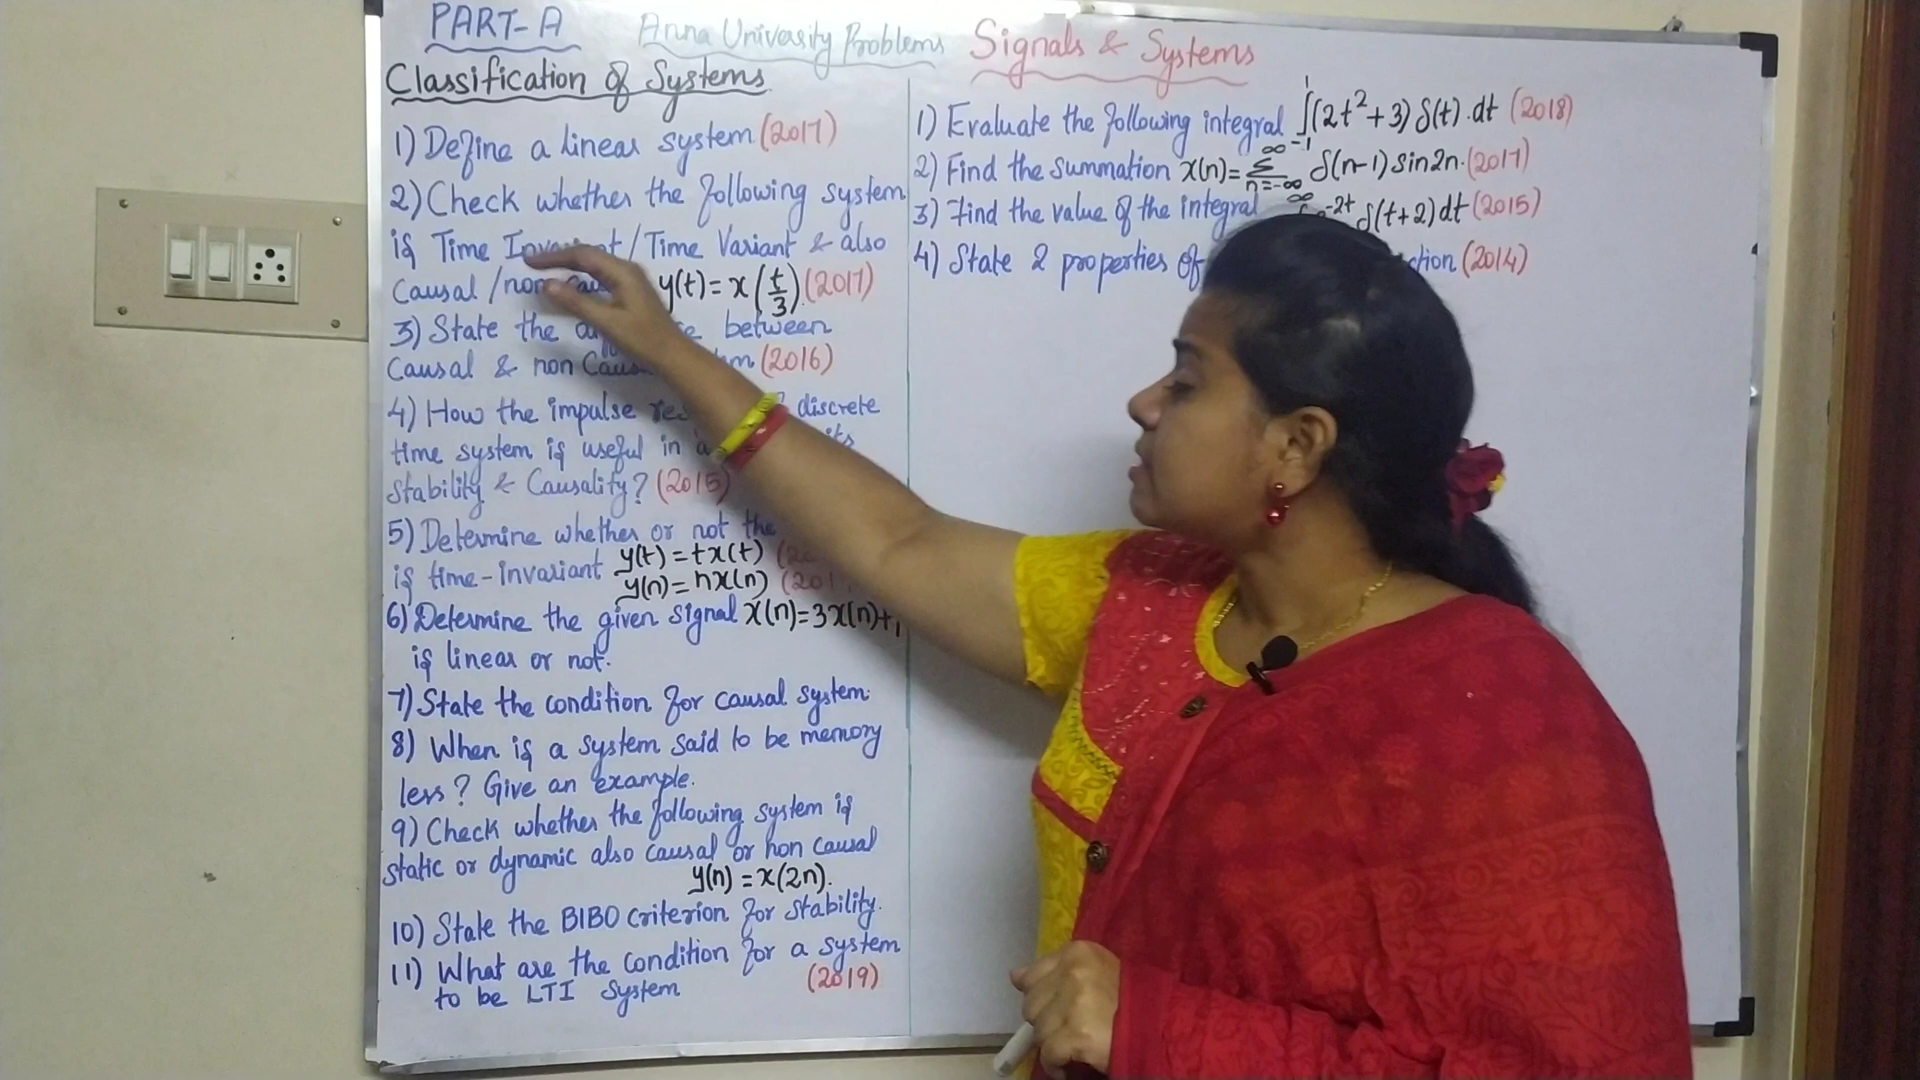 PART-A Anna Univasity Problems Signals & Systems
Classification of Systems.
1) Define a linear system (2017)
2) Check whether the following system
is Time / Time Variant & also
Causal / y(t) = x(t/3). (2017)
3) State the between
Causal & non (2016)
4) How the impulse discrete
time system is useful in its
Stability & Causality? (2015)
5) Determine whether or not the
is time-invariant y(t) = tx(t)
y(n) = nx(n)
6) Determine the given signal x(n)=3x(n)+
is linear or not.
7) State the condition for causal system.
8) When is a system said to be memory
less? Give an example.
9) Check whether the following system is
static or dynamic also causal or non causal
y(n) = x(2n).
10) State the BIBO criterion for stability.
11) What are the condition for a system
to be LTI System (2019)
1) Evaluate the following integral ∫₋₁¹(2t²+3) δ(t).dt (2018)
2) Find the summation x(n)= Σ n=-∞ ∞ δ(n-1) sin2n. (2017)
3) Find the value of the integral ∞ -2t δ(t+2)dt (2015)
4) State 2 properties of (2014)